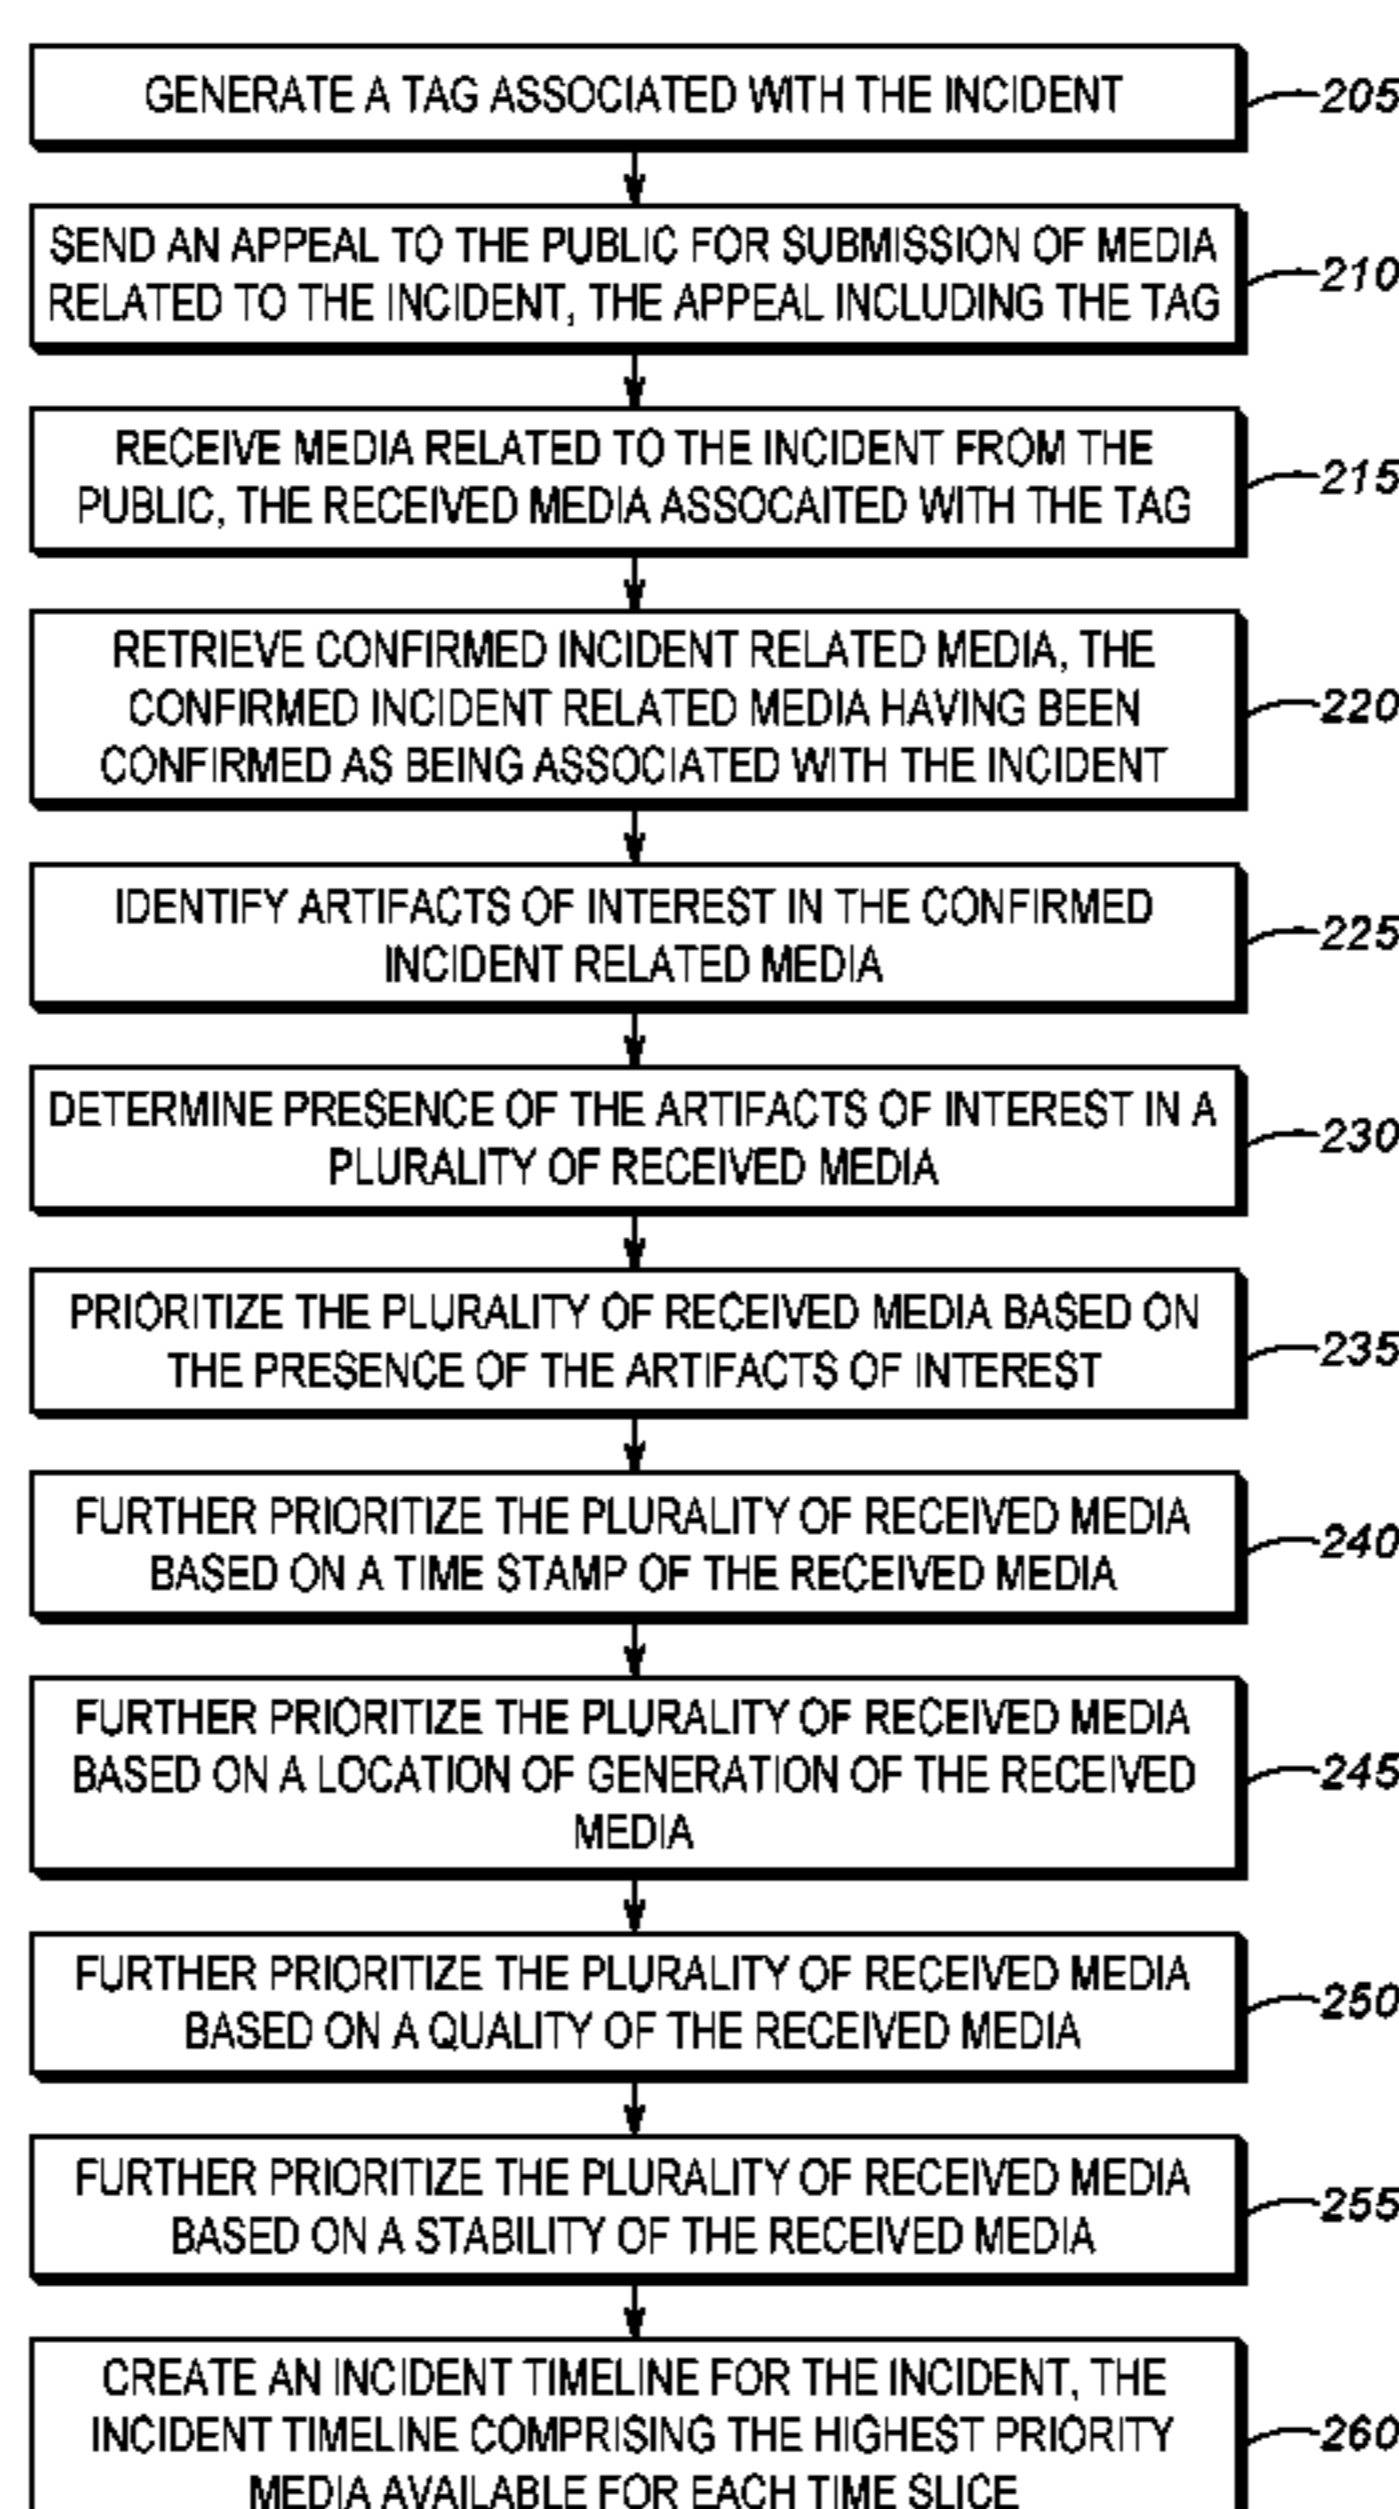 GENERATE A TAG ASSOCIATED WITH THE INCIDENT
205
SEND AN APPEAL TO THE PUBLIC FOR SUBMISSION OF MEDIA
RELATED TO THE INCIDENT, THE APPEAL INCLUDING THE TAG
210
RECEIVE MEDIA RELATED TO THE INCIDENT FROM THE
PUBLIC, THE RECEIVED MEDIA ASSOCAITED WITH THE TAG
215
RETRIEVE CONFIRMED INCIDENT RELATED MEDIA, THE
CONFIRMED INCIDENT RELATED MEDIA HAVING BEEN
CONFIRMED AS BEING ASSOCIATED WITH THE INCIDENT
220
IDENTIFY ARTIFACTS OF INTEREST IN THE CONFIRMED
INCIDENT RELATED MEDIA
225
DETERMINE PRESENCE OF THE ARTIFACTS OF INTEREST IN A
PLURALITY OF RECEIVED MEDIA
230
PRIORITIZE THE PLURALITY OF RECEIVED MEDIA BASED ON
THE PRESENCE OF THE ARTIFACTS OF INTEREST
235
FURTHER PRIORITIZE THE PLURALITY OF RECEIVED MEDIA
BASED ON A TIME STAMP OF THE RECEIVED MEDIA
240
FURTHER PRIORITIZE THE PLURALITY OF RECEIVED MEDIA
BASED ON A LOCATION OF GENERATION OF THE RECEIVED
MEDIA
245
FURTHER PRIORITIZE THE PLURALITY OF RECEIVED MEDIA
BASED ON A QUALITY OF THE RECEIVED MEDIA
250
FURTHER PRIORITIZE THE PLURALITY OF RECEIVED MEDIA
BASED ON A STABILITY OF THE RECEIVED MEDIA
255
CREATE AN INCIDENT TIMELINE FOR THE INCIDENT, THE
INCIDENT TIMELINE COMPRISING THE HIGHEST PRIORITY
MEDIA AVAILABLE FOR EACH TIME SLICE
260